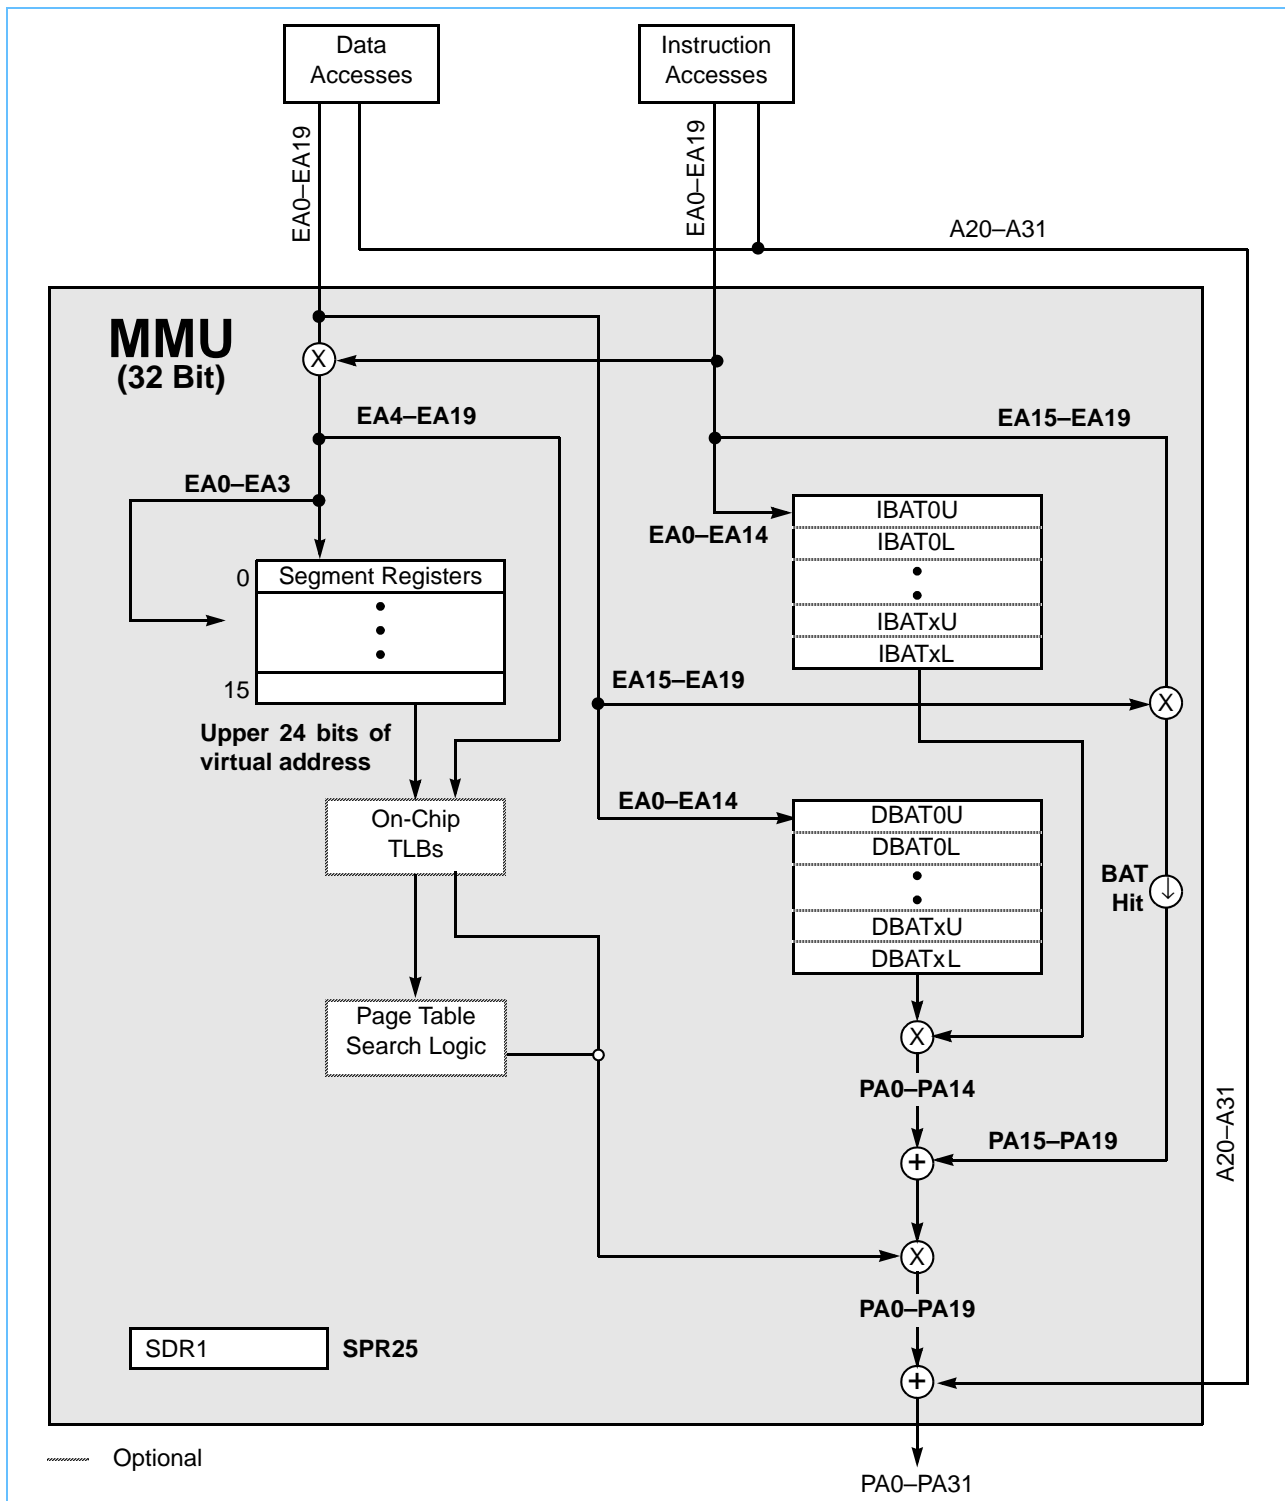 Data
Accesses
Instruction
Accesses
EA0–EA19
EA0–EA19
A20–A31
MMU
(32 Bit)
X
EA4–EA19
EA15–EA19
EA0–EA3
EA0–EA14
IBAT0U
IBAT0L
IBATxU
IBATxL
0
Segment Registers
15
EA15–EA19
X
Upper 24 bits of
virtual address
EA0–EA14
On-Chip
TLBs
DBAT0U
DBAT0L
DBATxU
DBATxL
BAT
Hit
Page Table
Search Logic
X
PA0–PA14
PA15–PA19
+
A20–A31
X
PA0–PA19
SDR1
SPR25
+
Optional
PA0–PA31